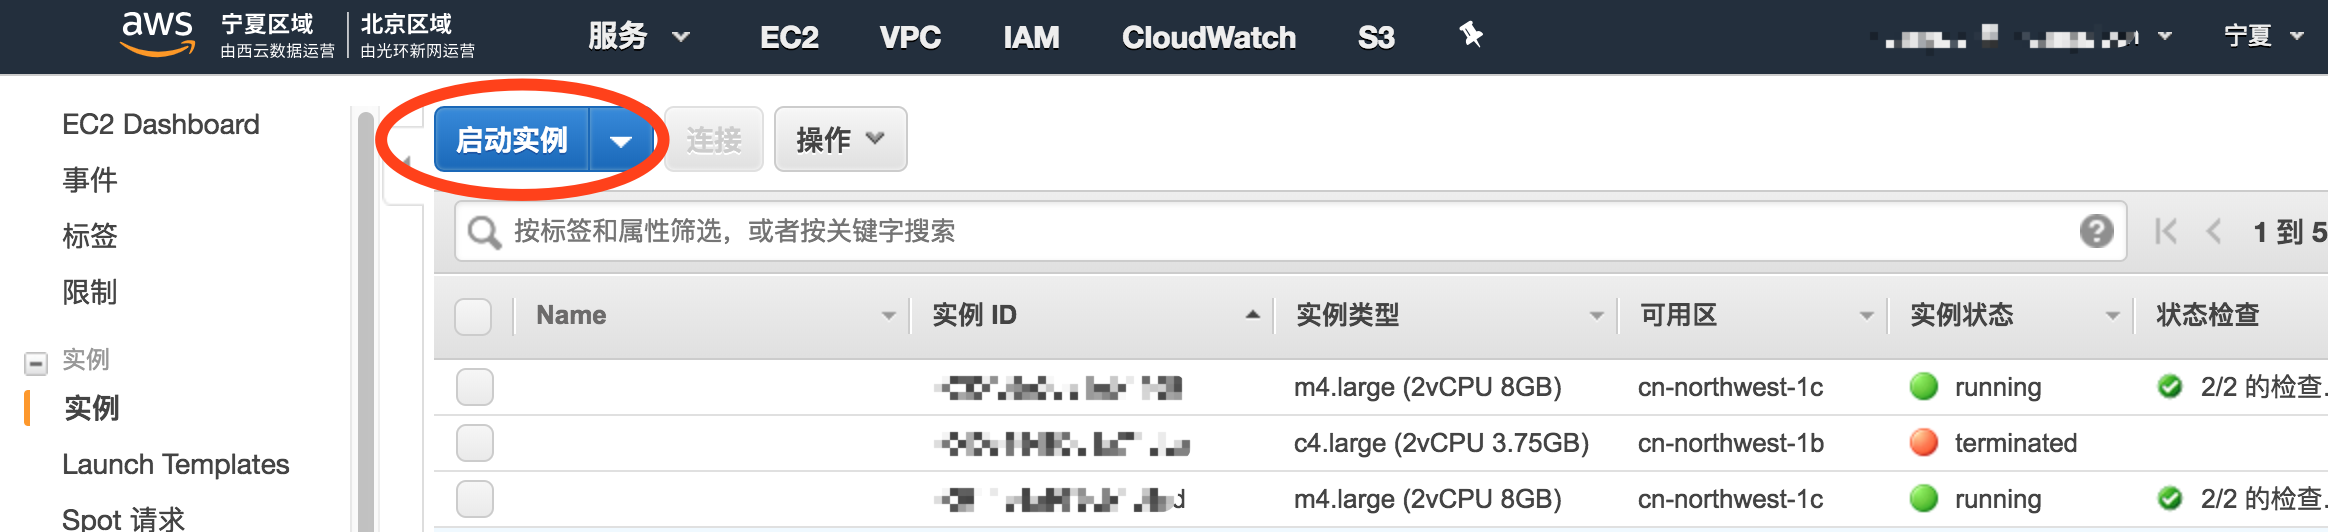 aws 宁夏区域 由西云数据运营 北京区域 由光环新网运营 服务 EC2 VPC IAM CloudWatch S3 宁夏
EC2 Dashboard
事件
标签
限制
实例
实例
Launch Templates
Spot 请求
启动实例 连接 操作
按标签和属性筛选，或者按关键字搜索 ? 1 到 5
Name 实例 ID 实例类型 可用区 实例状态 状态检查
m4.large (2vCPU 8GB) cn-northwest-1c running 2/2 的检查
c4.large (2vCPU 3.75GB) cn-northwest-1b terminated
m4.large (2vCPU 8GB) cn-northwest-1c running 2/2 的检查